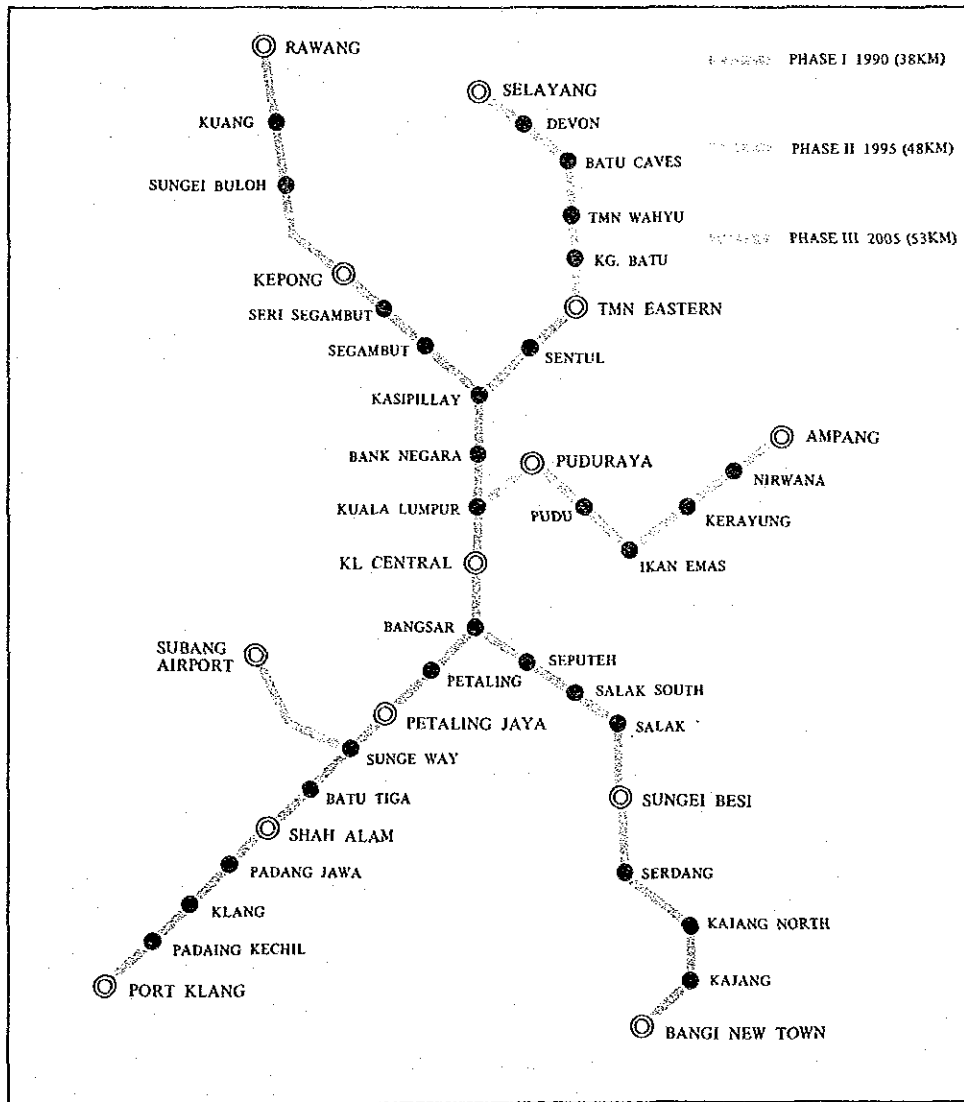 RAWANG
PHASE I 1990 (38KM)
SELAYANG
KUANG
DEVON
PHASE II 1995 (48KM)
BATU CAVES
SUNGEI BULOH
TMN WAHYU
PHASE III 2005 (53KM)
KG. BATU
KEPONG
TMN EASTERN
SERI SEGAMBUT
SEGAMBUT
SENTUL
KASIPILLAY
AMPANG
BANK NEGARA
PUDURAYA
NIRWANA
KUALA LUMPUR
PUDU
KERAYUNG
IKAN EMAS
KL CENTRAL
BANGSAR
SUBANG
AIRPORT
SEPUTEH
PETALING
SALAK SOUTH
PETALING JAYA
SALAK
SUNGE WAY
BATU TIGA
SUNGEI BESI
SHAH ALAM
PADANG JAWA
SERDANG
KLANG
KAJANG NORTH
PADAING KECHIL
KAJANG
PORT KLANG
BANGI NEW TOWN